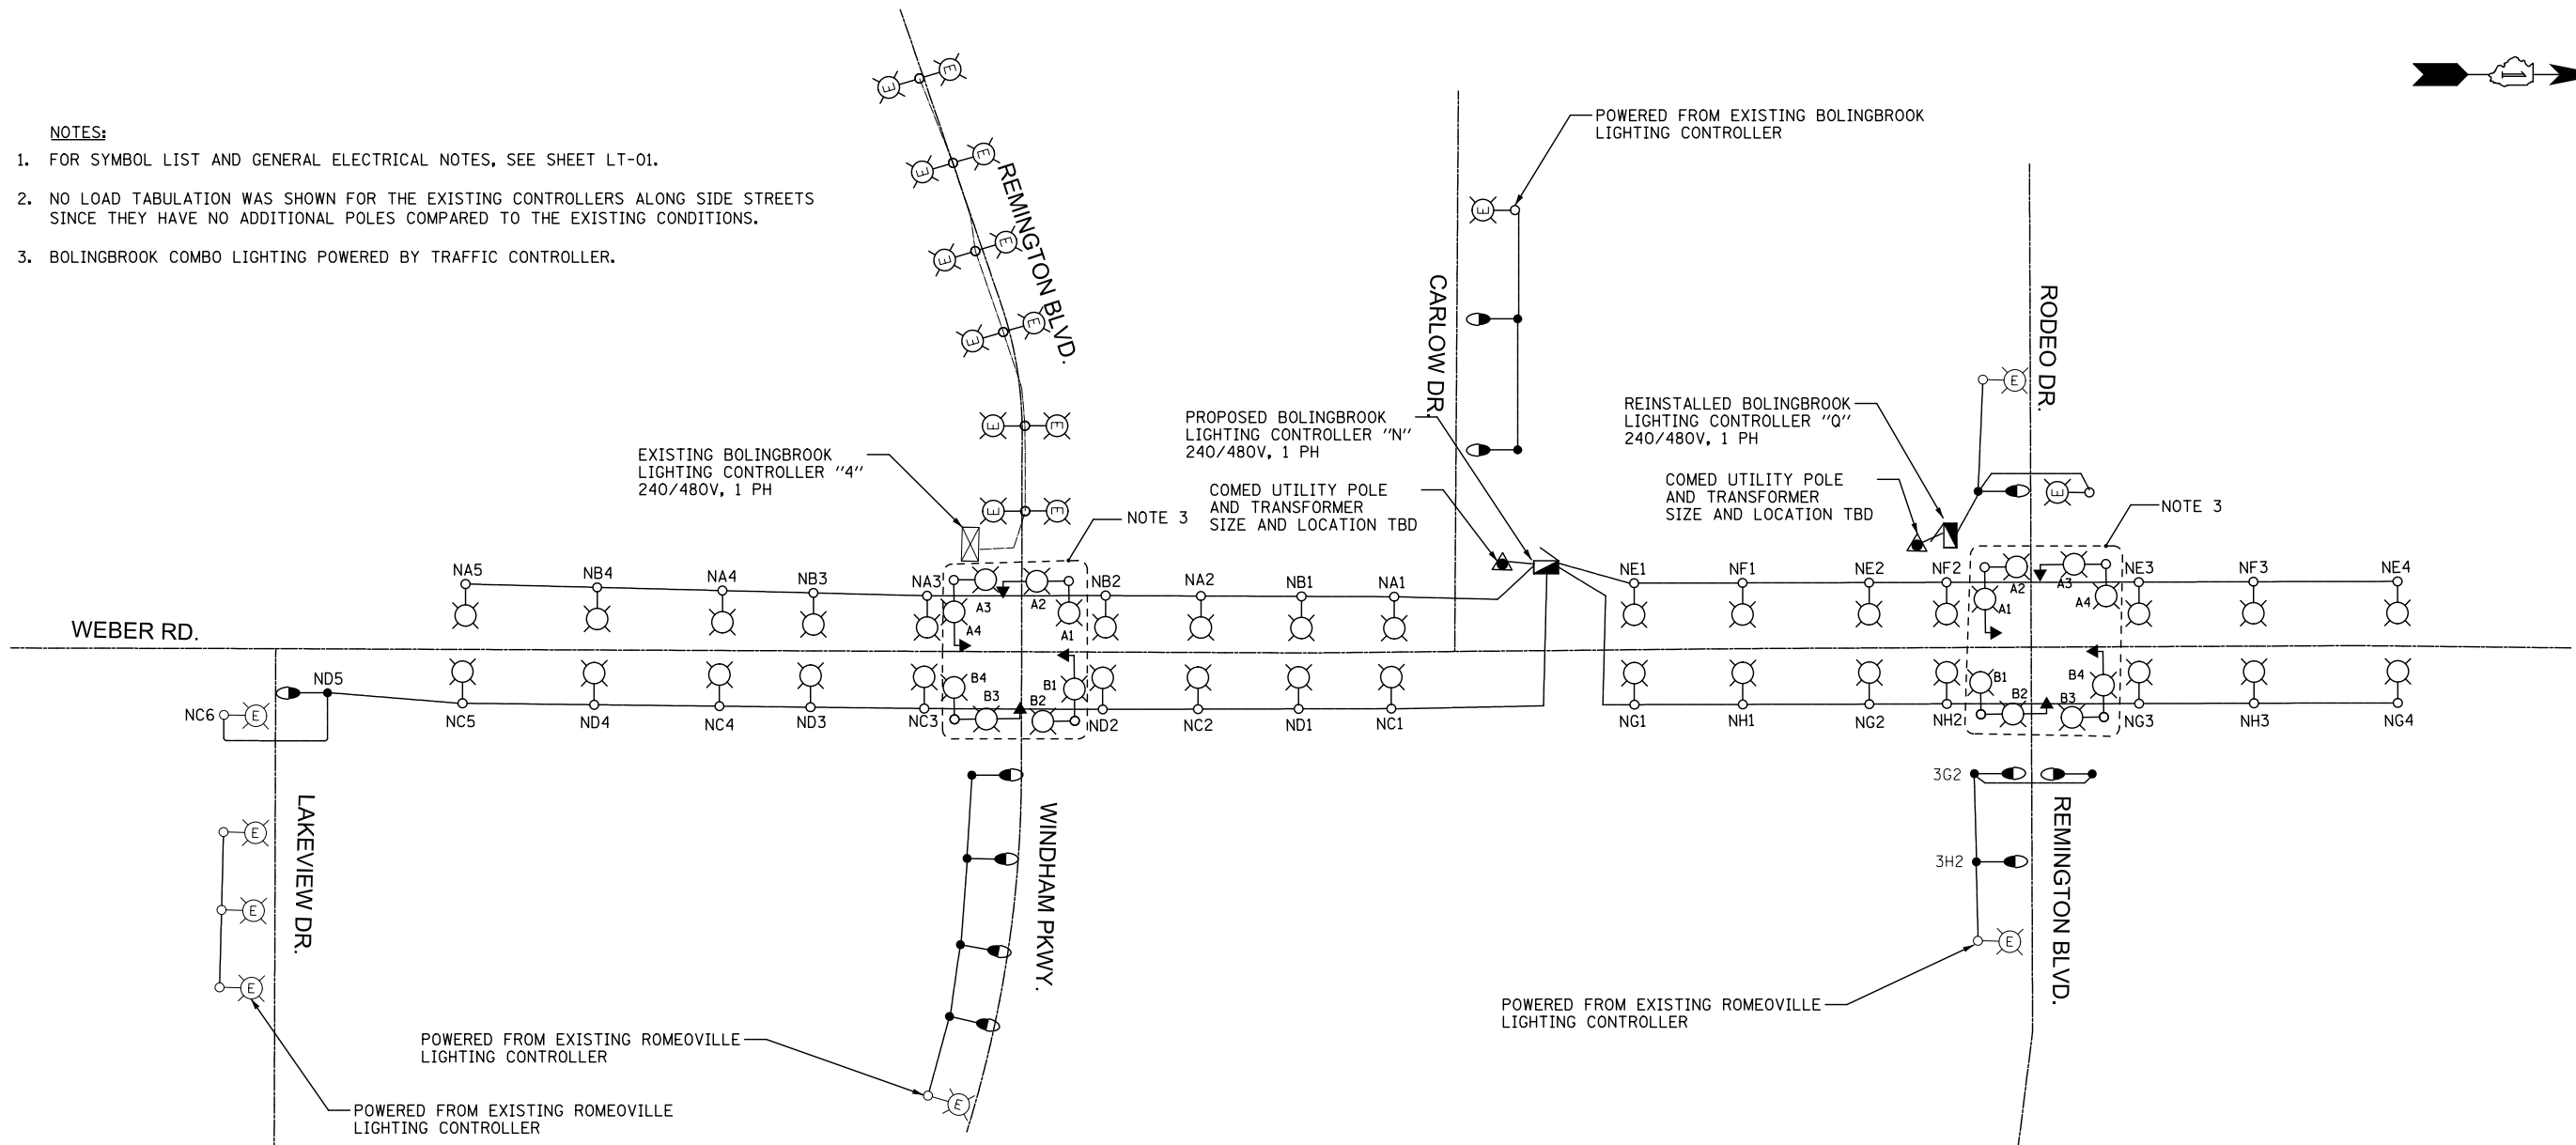 NOTES:
1. FOR SYMBOL LIST AND GENERAL ELECTRICAL NOTES, SEE SHEET LT-01.
2. NO LOAD TABULATION WAS SHOWN FOR THE EXISTING CONTROLLERS ALONG SIDE STREETS
SINCE THEY HAVE NO ADDITIONAL POLES COMPARED TO THE EXISTING CONDITIONS.
3. BOLINGBROOK COMBO LIGHTING POWERED BY TRAFFIC CONTROLLER.
E E
E E
E E
E E
E E
E E
REMINGTON BLVD.
EXISTING BOLINGBROOK
LIGHTING CONTROLLER "4"
240/480V, 1 PH
NOTE 3
POWERED FROM EXISTING BOLINGBROOK
LIGHTING CONTROLLER
E
CARLOW DR.
PROPOSED BOLINGBROOK
LIGHTING CONTROLLER "N"
240/480V, 1 PH
COMED UTILITY POLE
AND TRANSFORMER
SIZE AND LOCATION TBD
REINSTALLED BOLINGBROOK
LIGHTING CONTROLLER "Q"
240/480V, 1 PH
COMED UTILITY POLE
AND TRANSFORMER
SIZE AND LOCATION TBD
RODEO DR.
E
E
NOTE 3
NA5 NB4 NA4 NB3 NA3 NB2 NA2 NB1 NA1 NE1 NF1 NE2 NF2 NE3 NF3 NE4
A3 A2
A4 A1
A2 A3
A1 A4
WEBER RD.
B4 B1
B3 B2
B1 B4
B2 B3
ND5
NC6 E
NC5 ND4 NC4 ND3 NC3 ND2 NC2 ND1 NC1 NG1 NH1 NG2 NH2 NG3 NH3 NG4
LAKEVIEW DR.
E
E
E
WINDHAM PKWY.
E
3G2
3H2
E
REMINGTON BLVD.
POWERED FROM EXISTING ROMEOVILLE
LIGHTING CONTROLLER
POWERED FROM EXISTING ROMEOVILLE
LIGHTING CONTROLLER
POWERED FROM EXISTING ROMEOVILLE
LIGHTING CONTROLLER